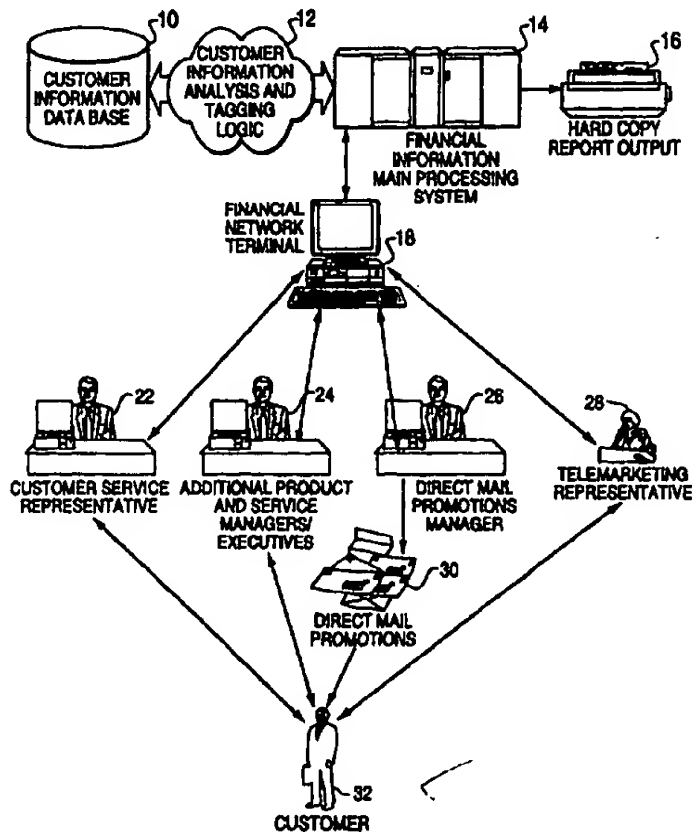 10
12
14
16
CUSTOMER
INFORMATION
DATA BASE
CUSTOMER
INFORMATION
ANALYSIS AND
TAGGING
LOGIC
FINANCIAL
INFORMATION
MAIN PROCESSING
SYSTEM
HARD COPY
REPORT OUTPUT
FINANCIAL
NETWORK
TERMINAL
18
22
24
26
28
CUSTOMER SERVICE
REPRESENTATIVE
ADDITIONAL PRODUCT
AND SERVICE
MANAGERS/
EXECUTIVES
DIRECT MAIL
PROMOTIONS
MANAGER
TELEMARKETING
REPRESENTATIVE
30
DIRECT MAIL
PROMOTIONS
32
CUSTOMER